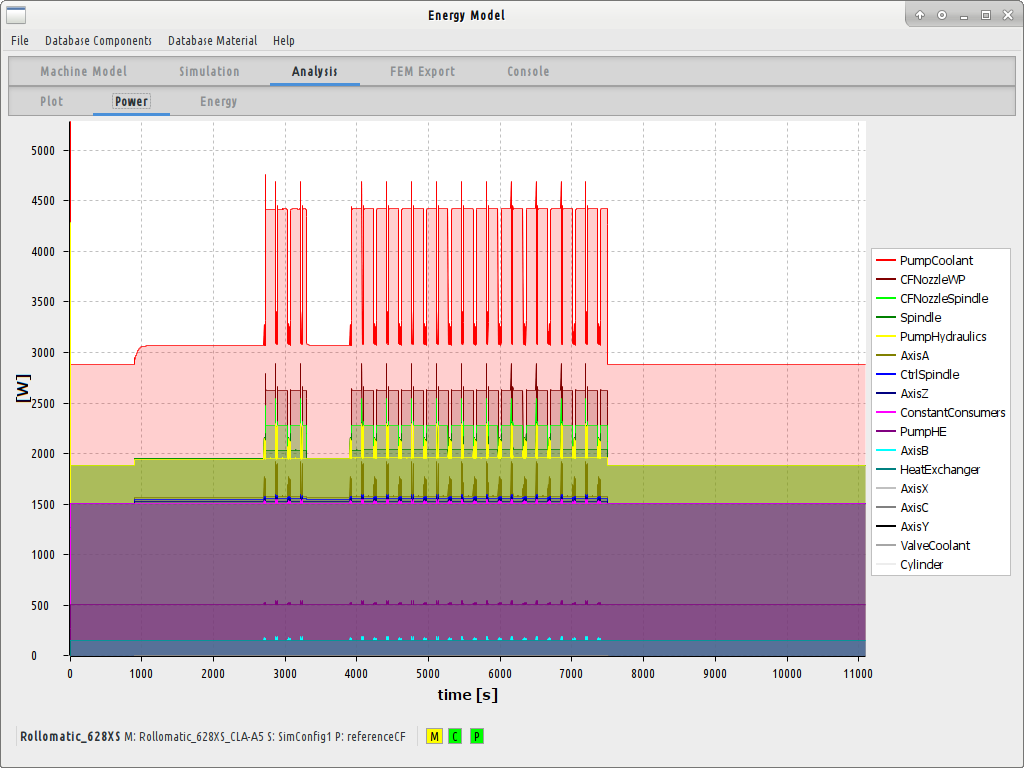 Energy Model
File Database Components Database Material Help
Machine Model Simulation Analysis FEM Export Console
Plot Power Energy
5000
4500
4000
3500
3000
2500
2000
1500
1000
500
0
[W]
0 1000 2000 3000 4000 5000 6000 7000 8000 9000 10000 11000
time [s]
PumpCoolant
CFNozzleWP
CFNozzleSpindle
Spindle
PumpHydraulics
AxisA
CtrlSpindle
AxisZ
ConstantConsumers
PumpHE
AxisB
HeatExchanger
AxisX
AxisC
AxisY
ValveCoolant
Cylinder
Rollomatic_628XS M: Rollomatic_628XS_CLA-A5 S: SimConfig1 P: referenceCF M C P